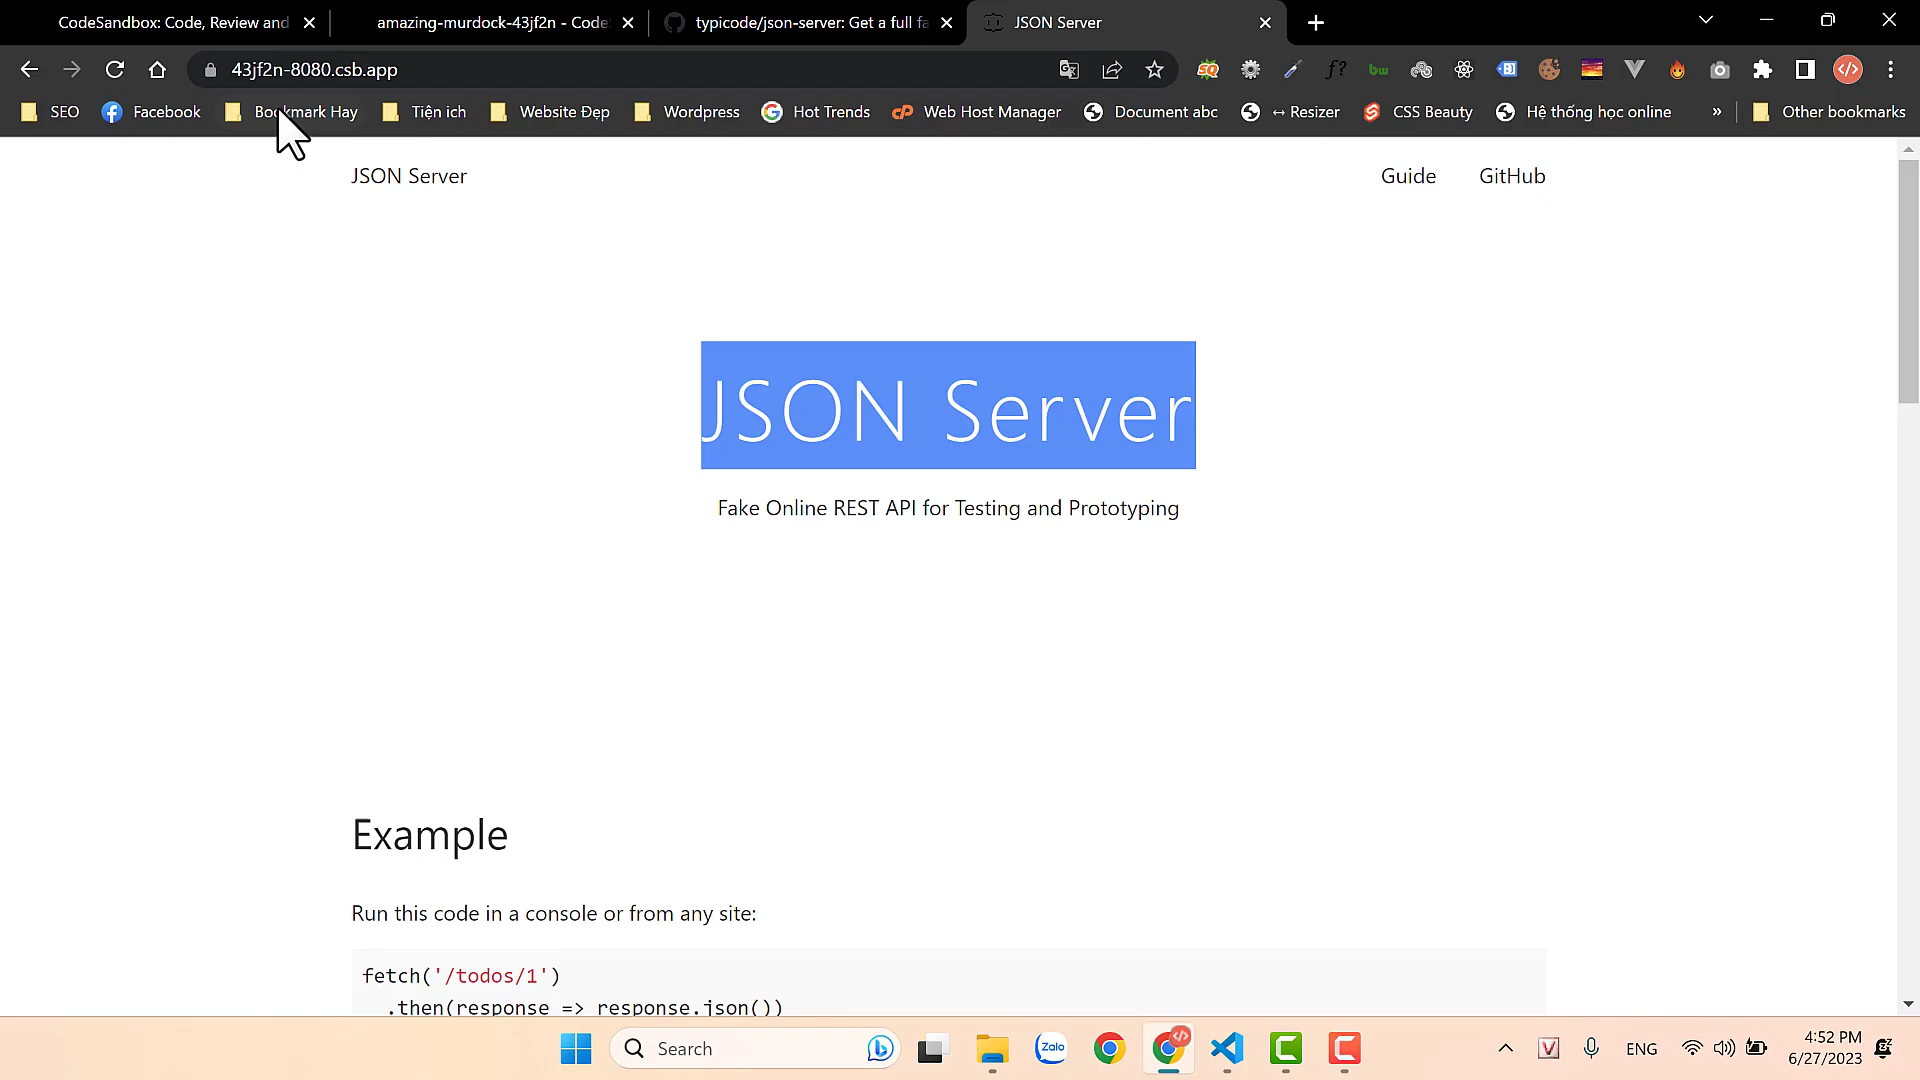 CodeSandbox: Code, Review and
amazing-murdock-43jf2n - Code
typicode/json-server: Get a full fa
JSON Server
43jf2n-8080.csb.app
SEO
Facebook
Bookmark Hay
Tiện ich
Website Đẹp
Wordpress
Hot Trends
Web Host Manager
Document abc
↔ Resizer
CSS Beauty
Hệ thống học online
»
Other bookmarks
JSON Server
Guide
GitHub
JSON Server
Fake Online REST API for Testing and Prototyping
Example
Run this code in a console or from any site:
fetch('/todos/1')
.then(response => response.json())
Search
Zalo
ENG
4:52 PM
6/27/2023